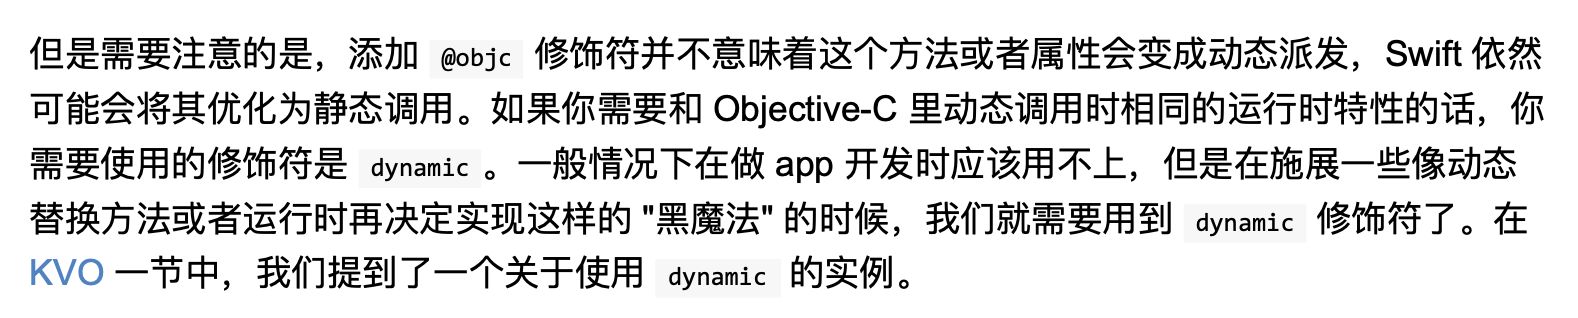 但是需要注意的是，添加 @objc 修饰符并不意味着这个方法或者属性会变成动态派发，Swift 依然
可能会将其优化为静态调用。如果你需要和 Objective-C 里动态调用时相同的运行时特性的话，你
需要使用的修饰符是 dynamic 。一般情况下在做 app 开发时应该用不上，但是在施展一些像动态
替换方法或者运行时再决定实现这样的 "黑魔法" 的时候，我们就需要用到 dynamic 修饰符了。在
KVO 一节中，我们提到了一个关于使用 dynamic 的实例。